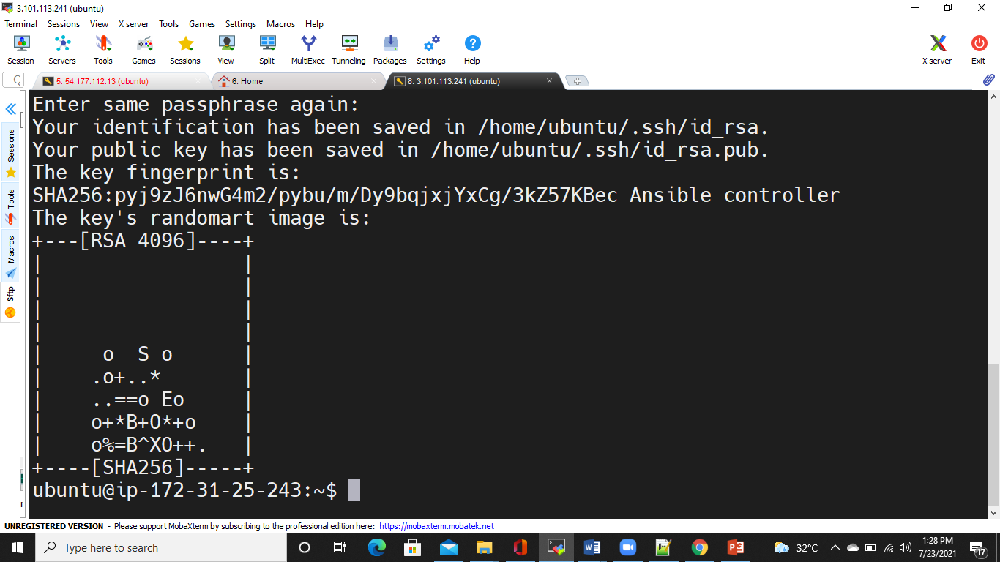 3.101.113.241 (ubuntu)
Terminal Sessions View X server Tools Games Settings Macros Help
Session Servers Tools Games Sessions View Split MultiExec Tunneling Packages Settings Help X server Exit
5. 54.177.112.13 (ubuntu) 6. Home 8. 3.101.113.241 (ubuntu)
Sessions
Tools
Macros
Sftp
Enter same passphrase again:
Your identification has been saved in /home/ubuntu/.ssh/id_rsa.
Your public key has been saved in /home/ubuntu/.ssh/id_rsa.pub.
The key fingerprint is:
SHA256:pyj9zJ6nwG4m2/pybu/m/Dy9bqjxjYxCg/3kZ57KBec Ansible controller
The key's randomart image is:
+---[RSA 4096]----+
|                 |
|                 |
|                 |
|                 |
|     o  S o      |
|    .o+..*       |
|    ..==o Eo     |
|    o+*B+O*+o    |
|    o%=B^XO++.   |
+----[SHA256]-----+
ubuntu@ip-172-31-25-243:~$
UNREGISTERED VERSION - Please support MobaXterm by subscribing to the professional edition here: https://mobaxterm.mobatek.net
Type here to search
32°C
1:28 PM
7/23/2021
17